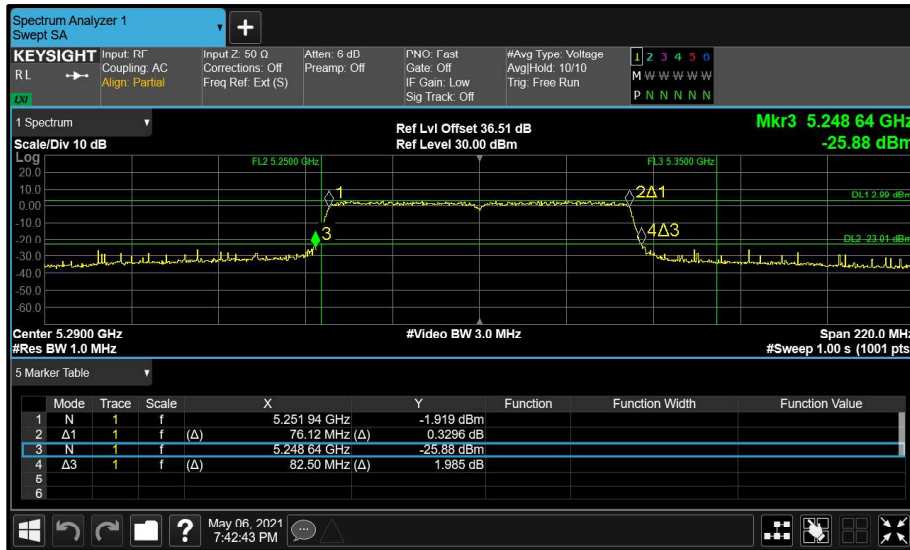 Spectrum Analyzer 1
Swept SA
+
KEYSIGHT Input: RF Input Z: 50 Ω Atten: 6 dB PNO: Fast #Avg Type: Voltage 1 2 3 4 5 6
RL Coupling: AC Corrections: Off Preamp: Off Gate: Off Avg|Hold: 10/10 M W W W W W
Align: Partial Freq Ref: Ext (S) IF Gain: Low Trig: Free Run
LXI Sig Track: Off P N N N N N
1 Spectrum Ref Lvl Offset 36.51 dB Mkr3 5.248 64 GHz
Scale/Div 10 dB Ref Level 30.00 dBm -25.88 dBm
Log FL2 5.2500 GHz FL3 5.3500 GHz
20.0
10.0 1 2Δ1 DL1 2.99 dBm
0.00
-10.0
-20.0 3 4Δ3 DL2 -23.01 dBm
-30.0
-40.0
-50.0
-60.0
Center 5.2900 GHz #Video BW 3.0 MHz Span 220.0 MHz
#Res BW 1.0 MHz #Sweep 1.00 s (1001 pts
5 Marker Table
Mode Trace Scale X Y Function Function Width Function Value
1 N 1 f 5.251 94 GHz -1.919 dBm
2 Δ1 1 f (Δ) 76.12 MHz (Δ) 0.3296 dB
3 N 1 f 5.248 64 GHz -25.88 dBm
4 Δ3 1 f (Δ) 82.50 MHz (Δ) 1.985 dB
5
6
? May 06, 2021
7:42:43 PM